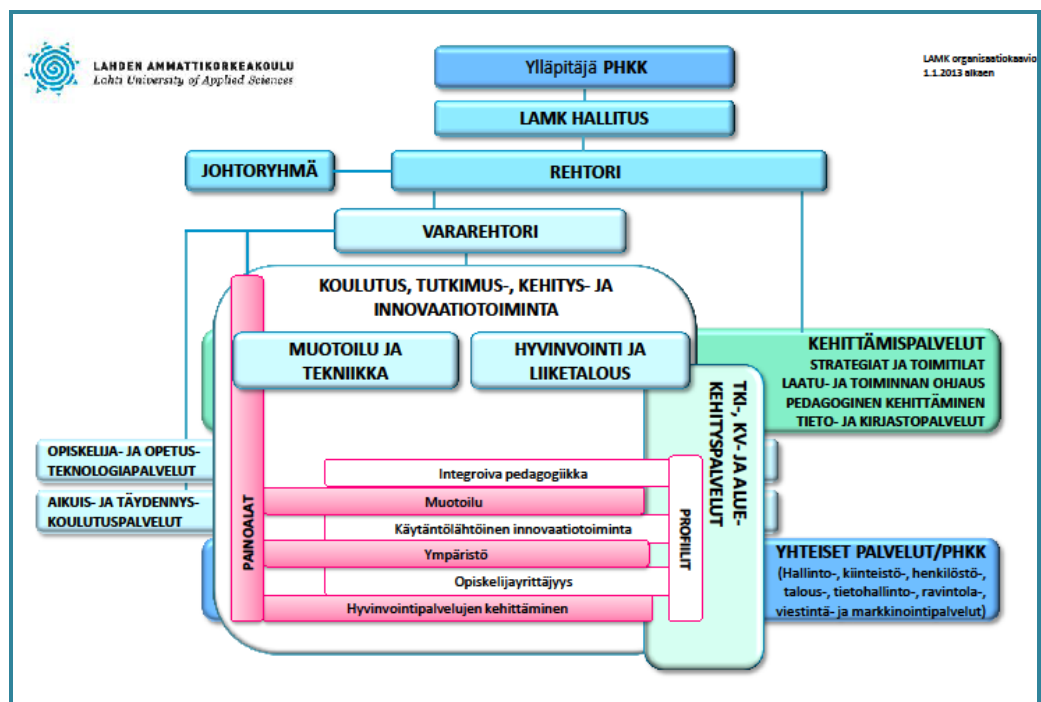 LAHDEN AMMATTIKORKEAKOULU
Lahti University of Applied Sciences
LAMK organisaatiokaavio
1.1.2013 alkaen
Ylläpitäjä PHKK
LAMK HALLITUS
JOHTORYHMÄ
REHTORI
VARAREHTORI
KOULUTUS, TUTKIMUS-, KEHITYS- JA
INNOVAATIOTOIMINTA
MUOTOILU JA
TEKNIIKKA
HYVINVOINTI JA
LIIKETALOUS
KEHITTÄMISPALVELUT
STRATEGIAT JA TOIMITILAT
LAATU- JA TOIMINNAN OHJAUS
PEDAGOGINEN KEHITTÄMINEN
TIETO- JA KIRJASTOPALVELUT
TKI-, KV- JA ALUE-
KEHITYSPALVELUT
OPISKELIJA- JA OPETUS-
TEKNOLOGIAPALVELUT
AIKUIS- JA TÄYDENNYS-
KOULUTUSPALVELUT
PAINOALAT
Integroiva pedagogiikka
Muotoilu
Käytäntölähtöinen innovaatiotoiminta
Ympäristö
Opiskelijayrittäjyys
Hyvinvointipalvelujen kehittäminen
PROFIILIT
YHTEISET PALVELUT/PHKK
(Hallinto-, kiinteistö-, henkilöstö-,
talous-, tietohallinto-, ravintola-,
viestintä- ja markkinointipalvelut)